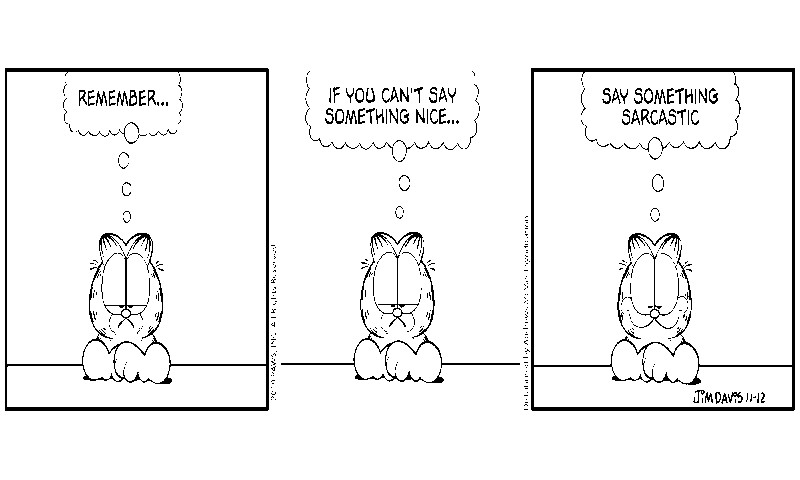 REMEMBER...
IF YOU CAN'T SAY
SOMETHING NICE...
SAY SOMETHING
SARCASTIC
JIM DAVIS 11-12